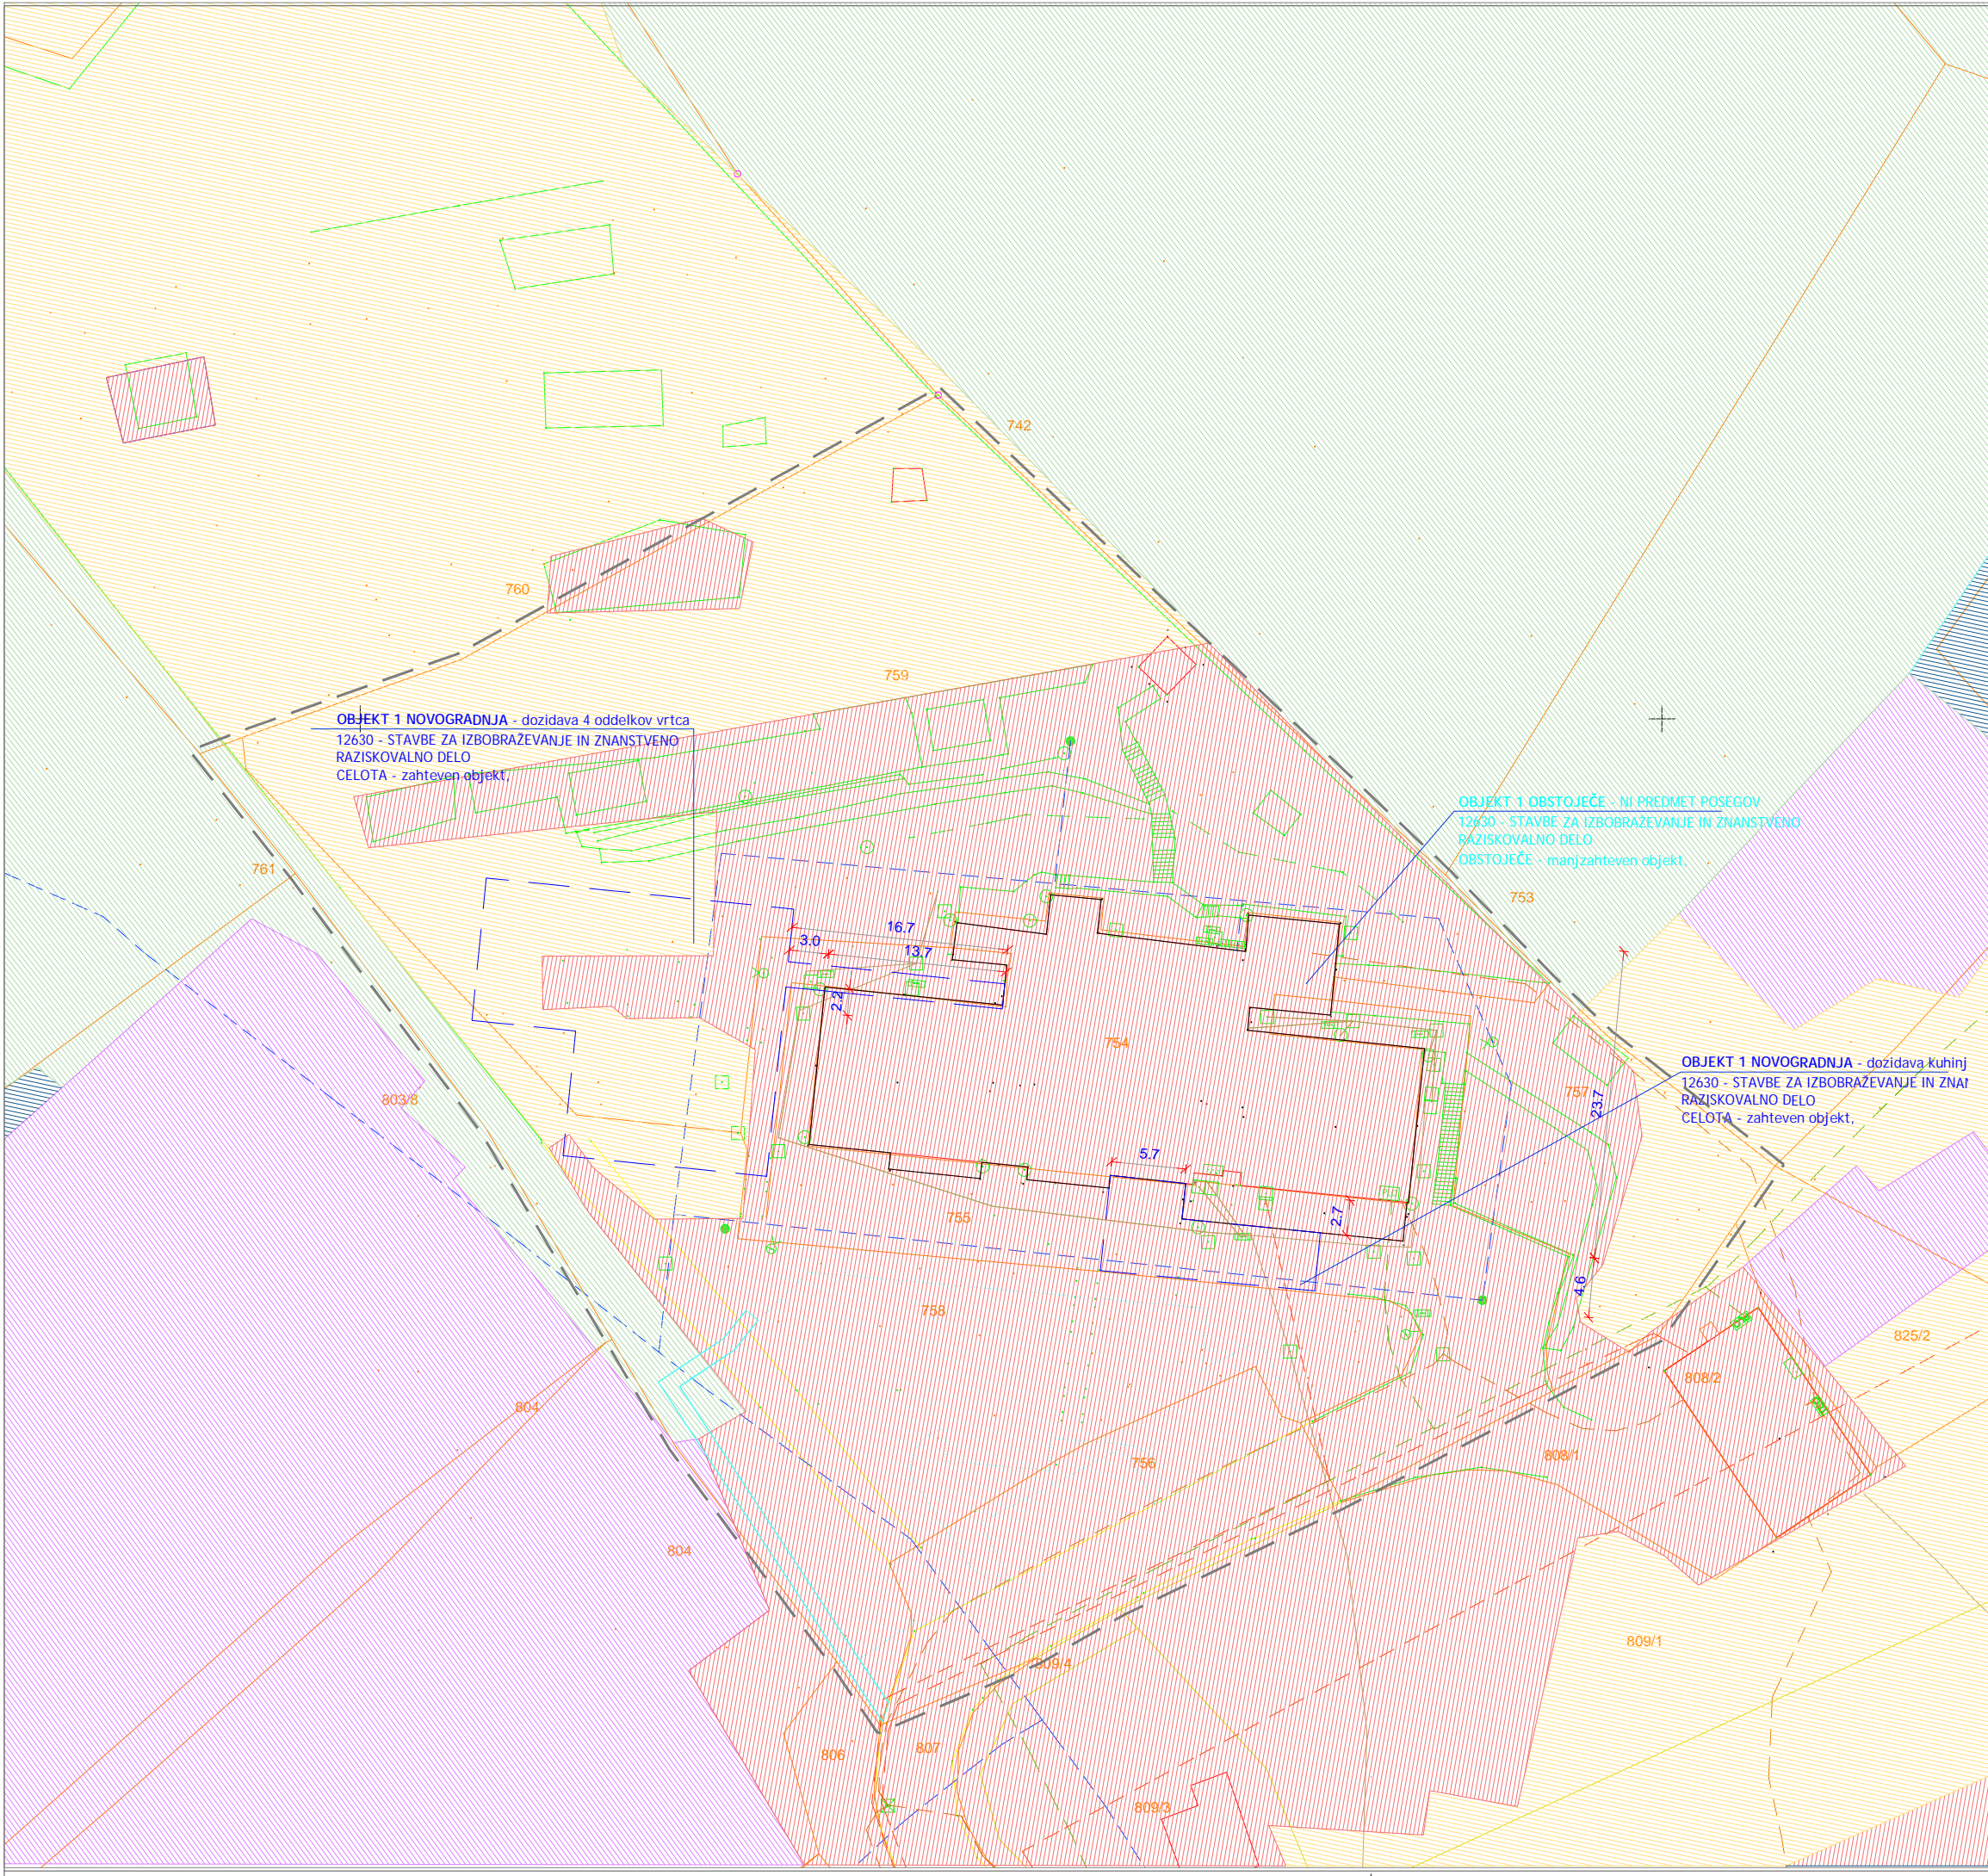 742
760
759
OBJEKT 1 NOVOGRADNJA - dozidava 4 oddelkov vrtca
12630 - STAVBE ZA IZBOBRAŽEVANJE IN ZNANSTVENO
RAZISKOVALNO DELO
CELOTA - zahteven objekt,
OBJEKT 1 OBSTOJEČE - NI PREDMET POSEGOV
12630 - STAVBE ZA IZOBRAŽEVANJE IN ZNANSTVENO
RAZISKOVALNO DELO
OBSTOJEČE - manjzahteven objekt,
761
753
16.7
3.0
13.7
2.2
754
OBJEKT 1 NOVOGRADNJA - dozidava kuhinj
12630 - STAVBE ZA IZBOBRAŽEVANJE IN ZNAN
RAZISKOVALNO DELO
CELOTA - zahteven objekt,
757
23.7
803/8
5.7
755
2.7
4.6
758
825/2
808/2
804
756
808/1
804
809/1
809/4
806
807
809/3